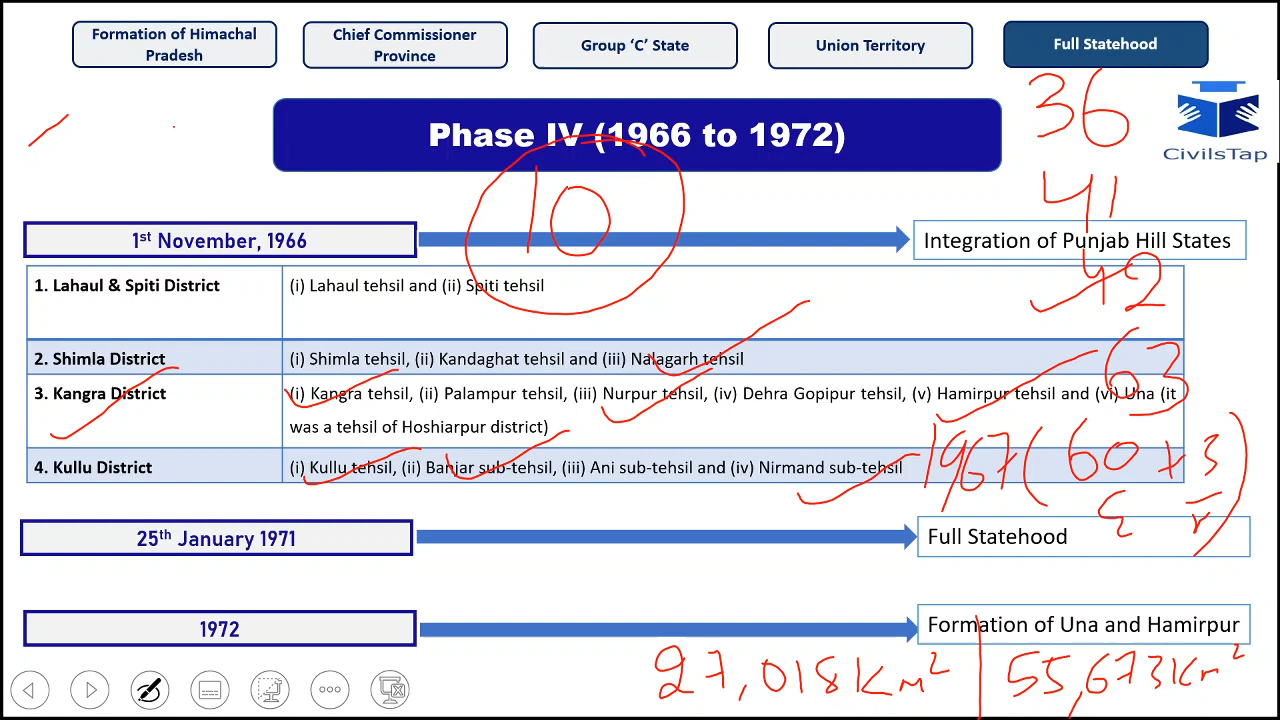 Formation of Himachal
Pradesh
Chief Commissioner
Province
Group ‘C’ State
Union Territory
Full Statehood
36
CivilsTap
Phase IV (1966 to 1972)
10
41
1st November, 1966
Integration of Punjab Hill States
42
1. Lahaul & Spiti District
(i) Lahaul tehsil and (ii) Spiti tehsil
2. Shimla District
(i) Shimla tehsil, (ii) Kandaghat tehsil and (iii) Nalagarh tehsil
63
3. Kangra District
(i) Kangra tehsil, (ii) Palampur tehsil, (iii) Nurpur tehsil, (iv) Dehra Gopipur tehsil, (v) Hamirpur tehsil and (vi) Una (it
was a tehsil of Hoshiarpur district)
4. Kullu District
(i) Kullu tehsil, (ii) Banjar sub-tehsil, (iii) Ani sub-tehsil and (iv) Nirmand sub-tehsil
1967 (60 + 3)
25th January 1971
Full Statehood
1972
Formation of Una and Hamirpur
27,018 Km² | 55,673 Km²